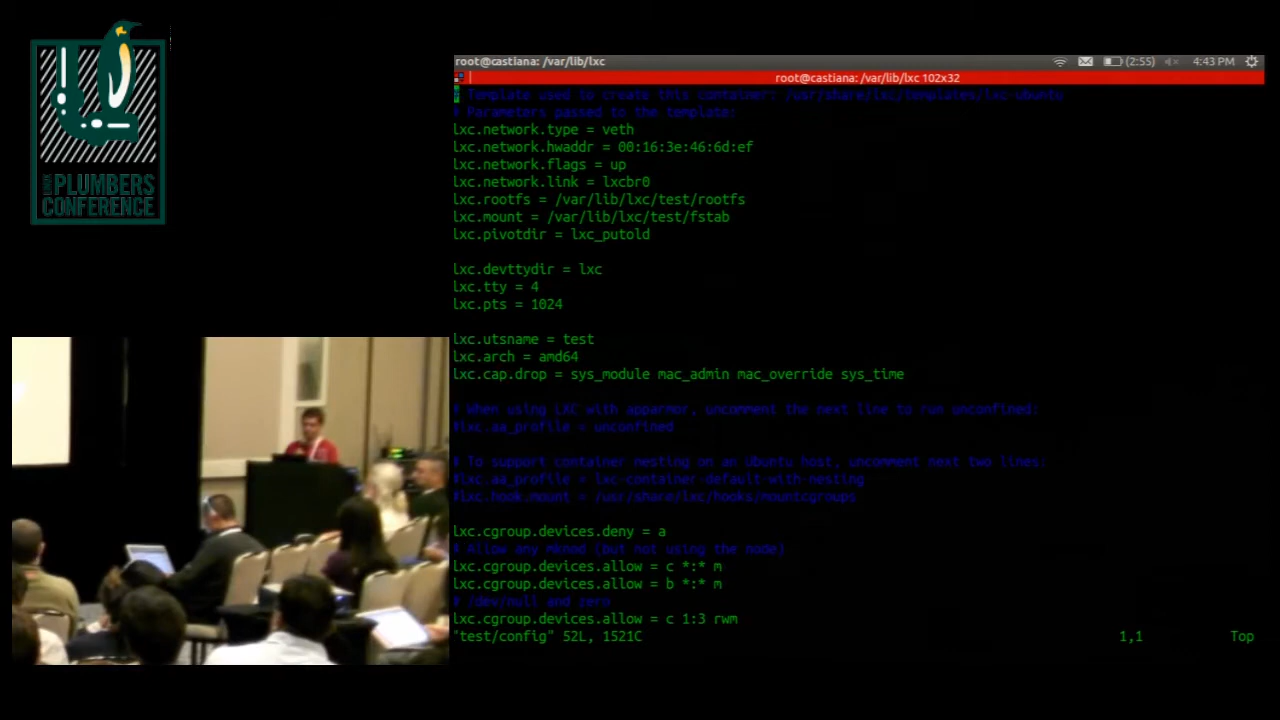 LINUX PLUMBERS
CONFERENCE
root@castiana: /var/lib/lxc
(2:55)
4:43 PM
root@castiana: /var/lib/lxc 102x32
# Template used to create this container: /usr/share/lxc/templates/lxc-ubuntu
# Parameters passed to the template:
lxc.network.type = veth
lxc.network.hwaddr = 00:16:3e:46:6d:ef
lxc.network.flags = up
lxc.network.link = lxcbr0
lxc.rootfs = /var/lib/lxc/test/rootfs
lxc.mount = /var/lib/lxc/test/fstab
lxc.pivotdir = lxc_putold
lxc.devttydir = lxc
lxc.tty = 4
lxc.pts = 1024
lxc.utsname = test
lxc.arch = amd64
lxc.cap.drop = sys_module mac_admin mac_override sys_time
# When using LXC with apparmor, uncomment the next line to run unconfined:
#lxc.aa_profile = unconfined
# To support container nesting on an Ubuntu host, uncomment next two lines:
#lxc.aa_profile = lxc-container-default-with-nesting
#lxc.hook.mount = /usr/share/lxc/hooks/mountcgroups
lxc.cgroup.devices.deny = a
# Allow any mknod (but not using the node)
lxc.cgroup.devices.allow = c *:* m
lxc.cgroup.devices.allow = b *:* m
# /dev/null and zero
lxc.cgroup.devices.allow = c 1:3 rwm
"test/config" 52L, 1521C
1,1
Top